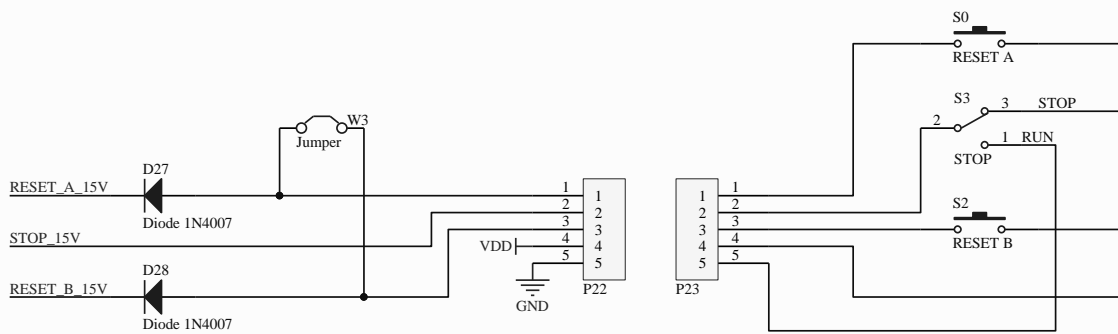 S0
RESET A
S3
3 STOP
2
1 RUN
STOP
W3
Jumper
D27
RESET_A_15V
Diode 1N4007
STOP_15V
D28
RESET_B_15V
Diode 1N4007
1 1
2 2
3 3
VDD 4 4
5 5
GND
P22
1 1
2 2
3 3
4 4
5 5
P23
S2
RESET B